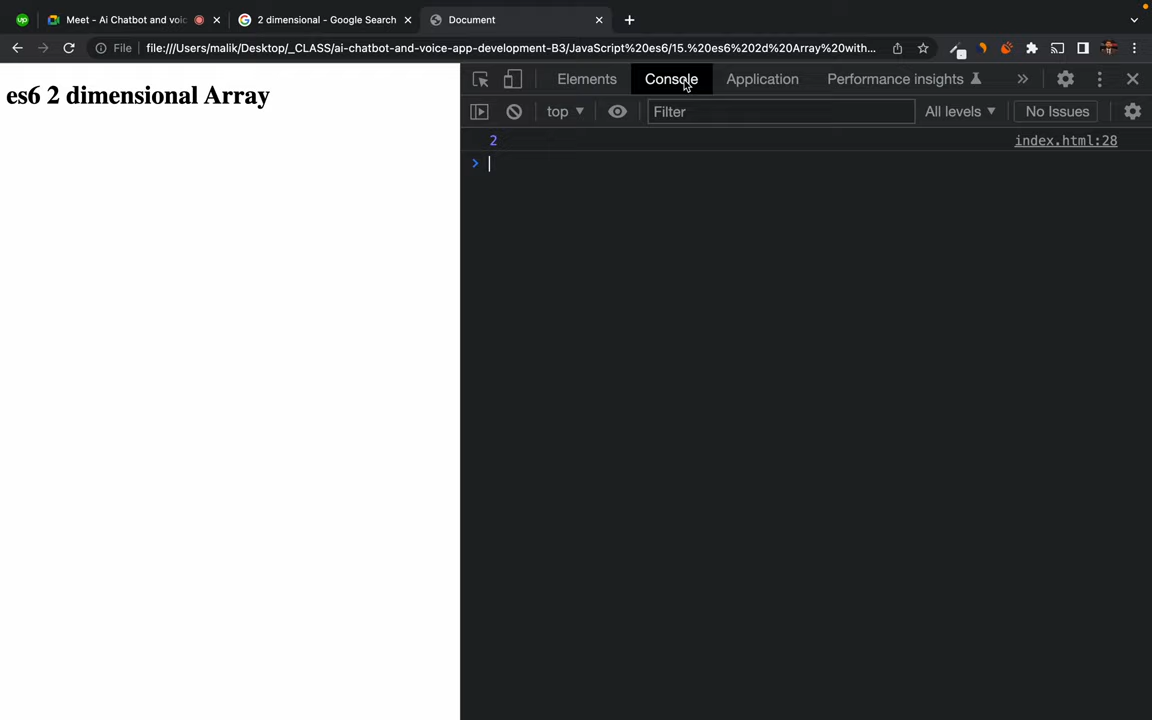 Meet - Ai Chatbot and voic
2 dimensional - Google Search
Document
File
file:///Users/malik/Desktop/_CLASS/ai-chatbot-and-voice-app-development-B3/JavaScript%20es6/15.%20es6%202d%20Array%20with...
es6 2 dimensional Array
Elements
Console
Application
Performance insights
top
Filter
All levels
No Issues
2
index.html:28